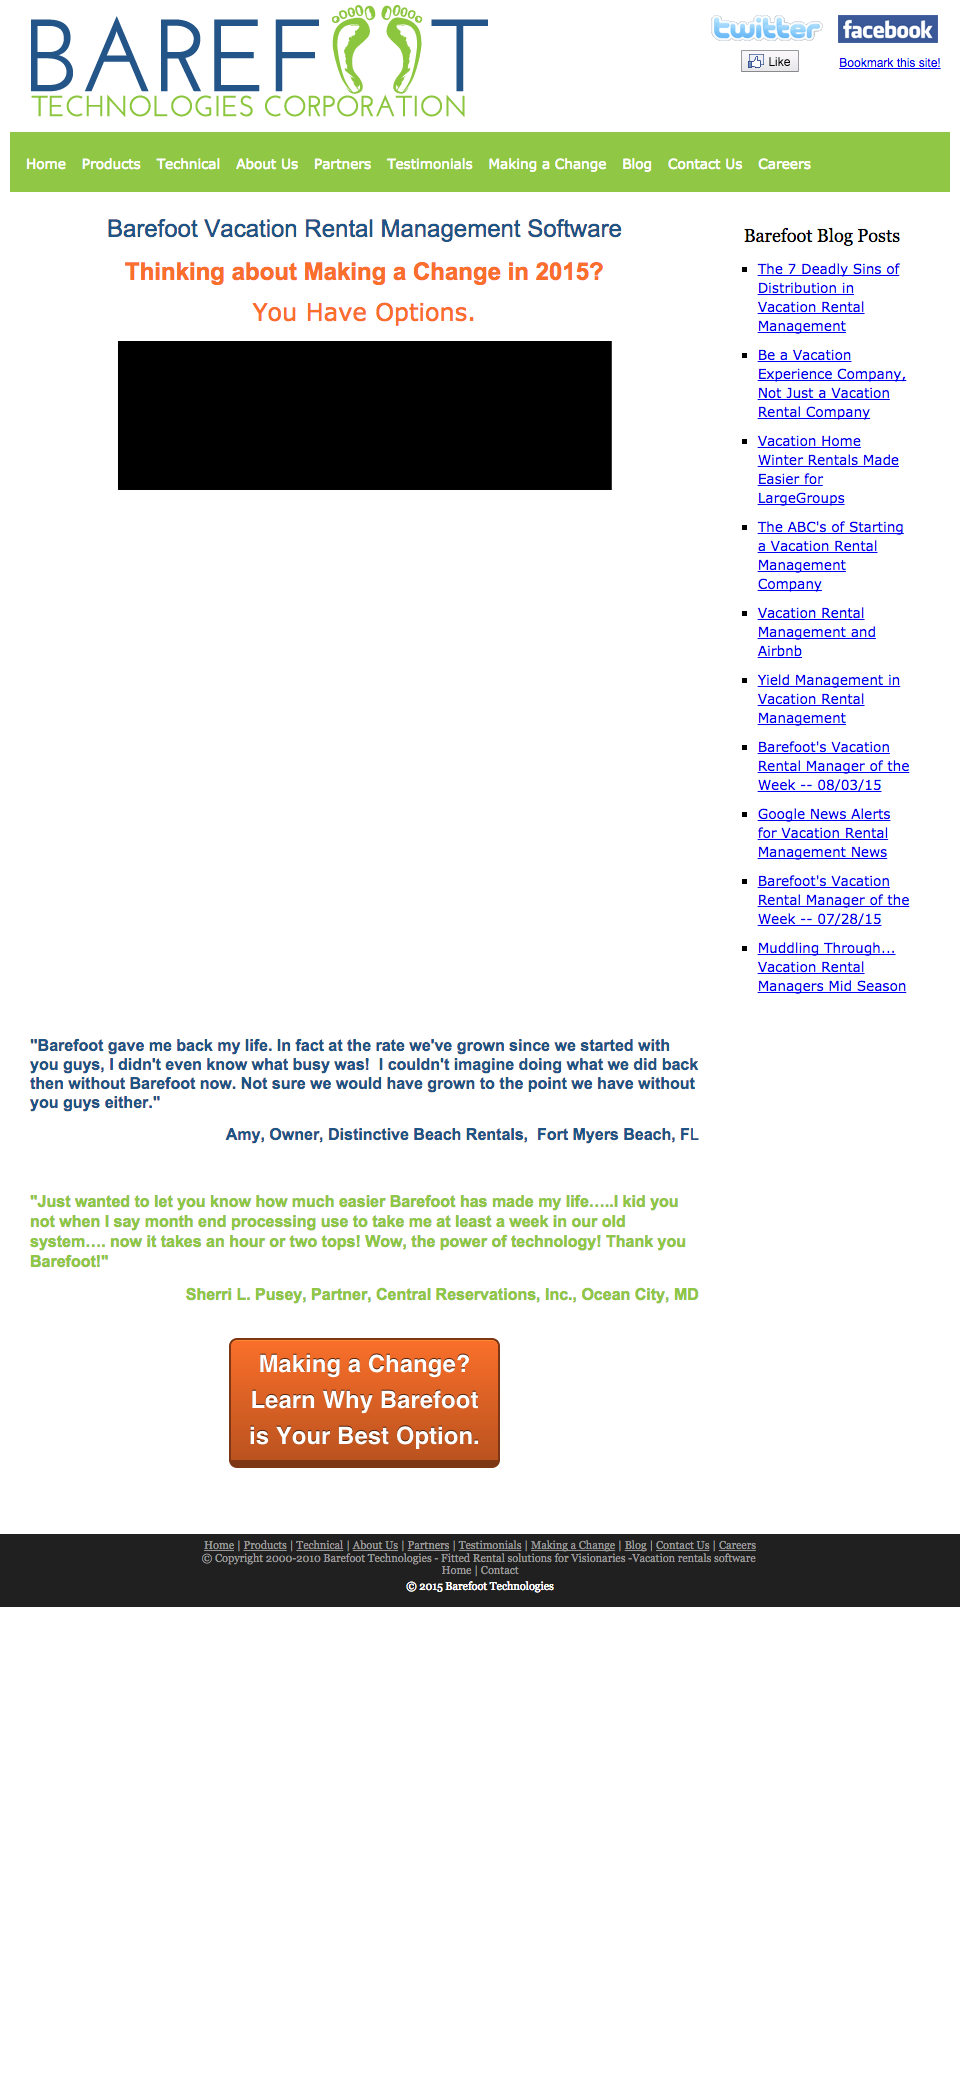 BAREFOOT
TECHNOLOGIES CORPORATION
twitter
facebook
Like
Bookmark this site!
Home Products Technical About Us Partners Testimonials Making a Change Blog Contact Us Careers
Barefoot Vacation Rental Management Software
Thinking about Making a Change in 2015?
You Have Options.
Barefoot Blog Posts
The 7 Deadly Sins of
Distribution in
Vacation Rental
Management
Be a Vacation
Experience Company,
Not Just a Vacation
Rental Company
Vacation Home
Winter Rentals Made
Easier for
LargeGroups
The ABC's of Starting
a Vacation Rental
Management
Company
Vacation Rental
Management and
Airbnb
Yield Management in
Vacation Rental
Management
Barefoot's Vacation
Rental Manager of the
Week -- 08/03/15
Google News Alerts
for Vacation Rental
Management News
Barefoot's Vacation
Rental Manager of the
Week -- 07/28/15
Muddling Through...
Vacation Rental
Managers Mid Season
"Barefoot gave me back my life. In fact at the rate we've grown since we started with
you guys, I didn't even know what busy was!  I couldn't imagine doing what we did back
then without Barefoot now. Not sure we would have grown to the point we have without
you guys either."
Amy, Owner, Distinctive Beach Rentals,  Fort Myers Beach, FL
"Just wanted to let you know how much easier Barefoot has made my life…..I kid you
not when I say month end processing use to take me at least a week in our old
system…. now it takes an hour or two tops! Wow, the power of technology! Thank you
Barefoot!"
Sherri L. Pusey, Partner, Central Reservations, Inc., Ocean City, MD
Making a Change?
Learn Why Barefoot
is Your Best Option.
Home | Products | Technical | About Us | Partners | Testimonials | Making a Change | Blog | Contact Us | Careers
© Copyright 2000-2010 Barefoot Technologies - Fitted Rental solutions for Visionaries -Vacation rentals software
Home | Contact
© 2015 Barefoot Technologies